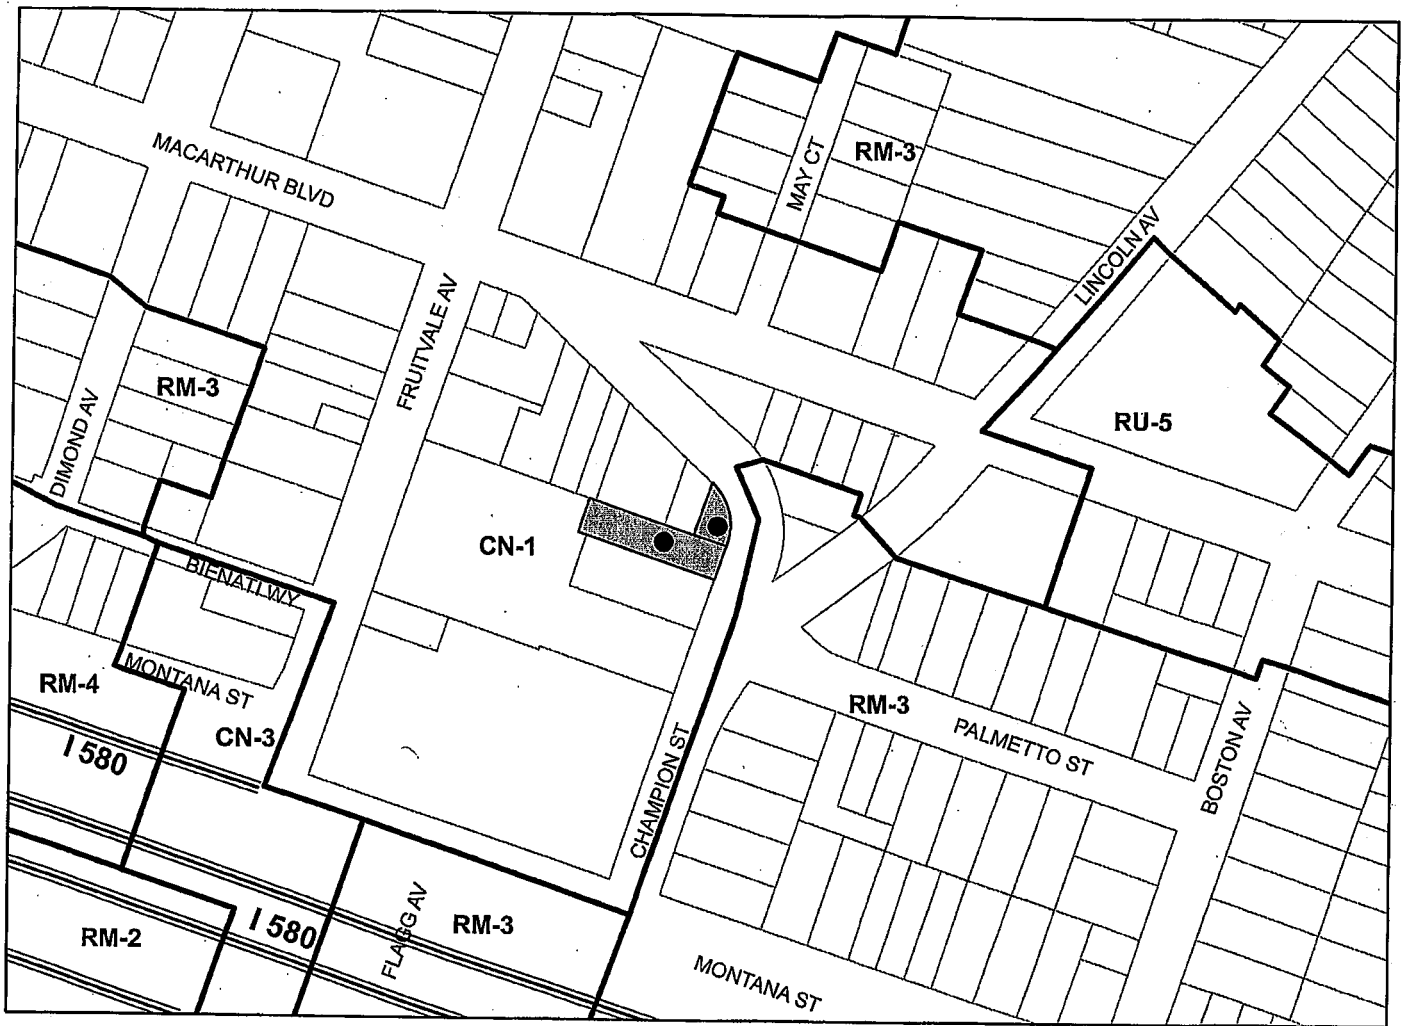 MACARTHUR BLVD
RM-3
MAY CT
LINCOLN AV
FRUITVALE AV
RM-3
DIMOND AV
RU-5
CN-1
BIENATI WY
MONTANA ST
RM-4
CN-3
I 580
RM-3
PALMETTO ST
BOSTON AV
CHAMPION ST
RM-2
I 580
FLAGG AV
RM-3
MONTANA ST